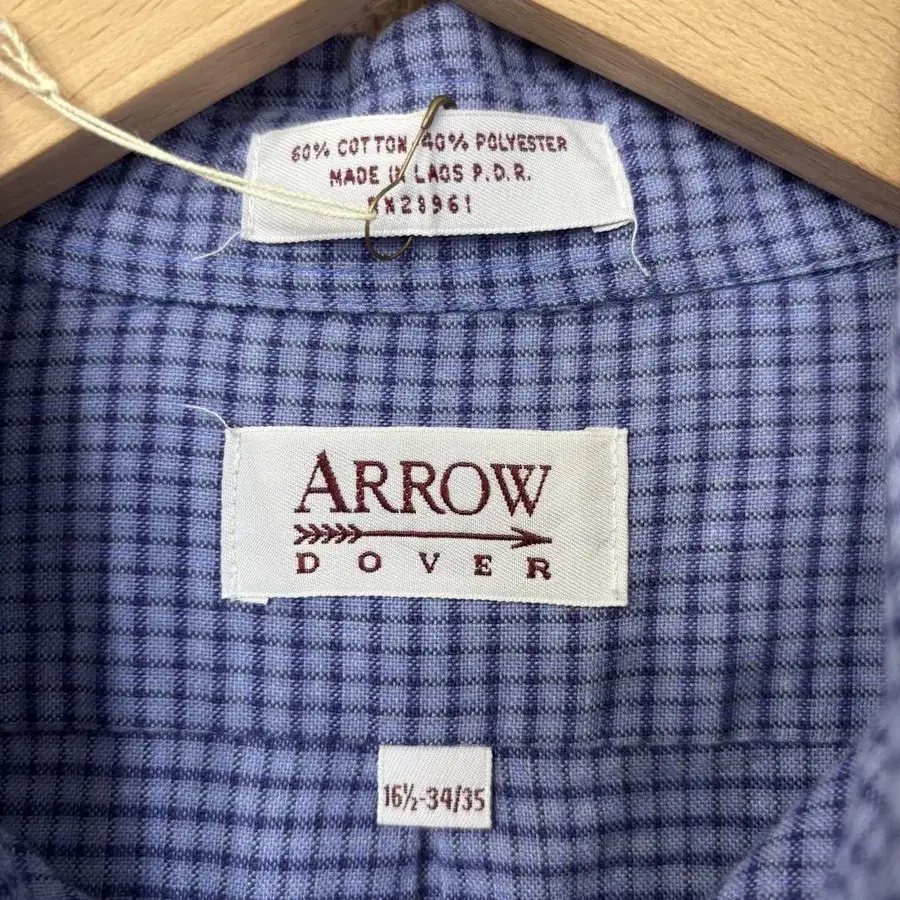 60% COTTON 40% POLYESTER
MADE IN LAOS P.D.R.
RN28961
ARROW
DOVER
16½-34/35